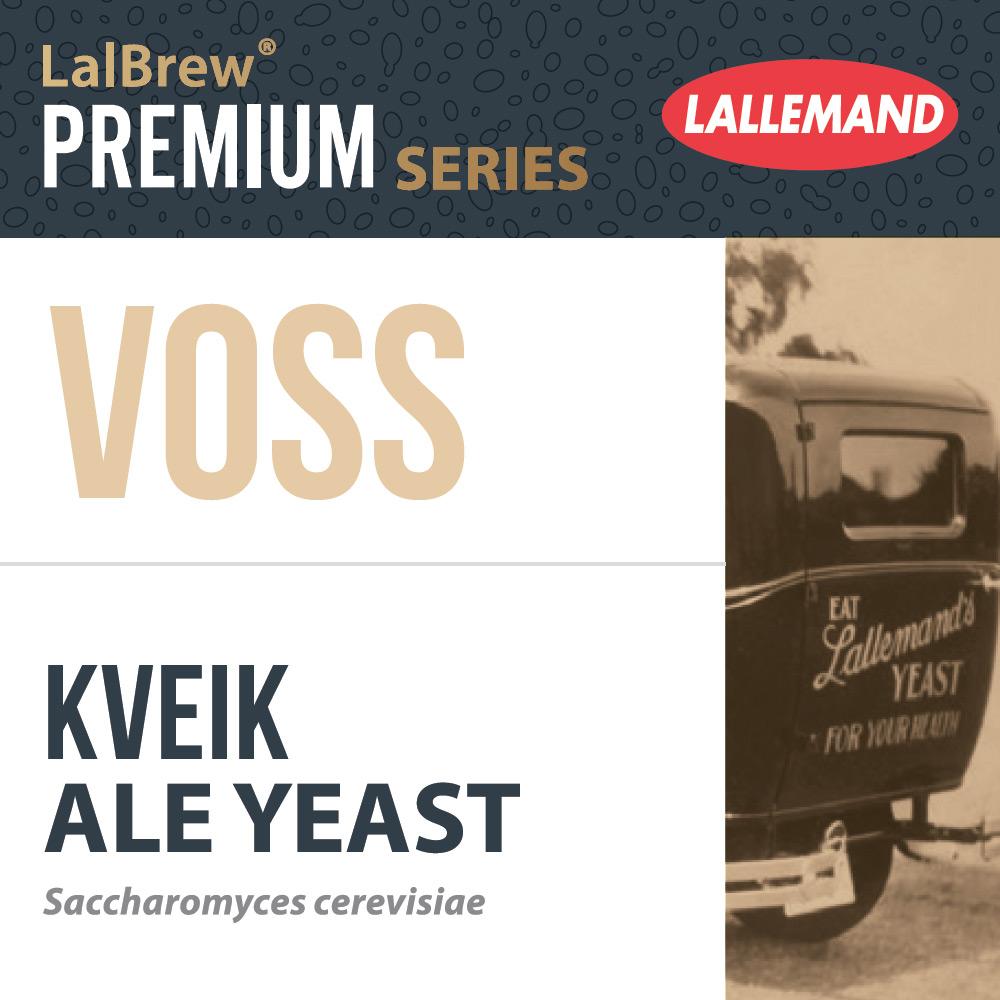 LalBrew®
PREMIUM SERIES
LALLEMAND
VOSS
KVEIK
ALE YEAST
Saccharomyces cerevisiae
EAT
Lallemand's
YEAST
FOR YOUR HEALTH